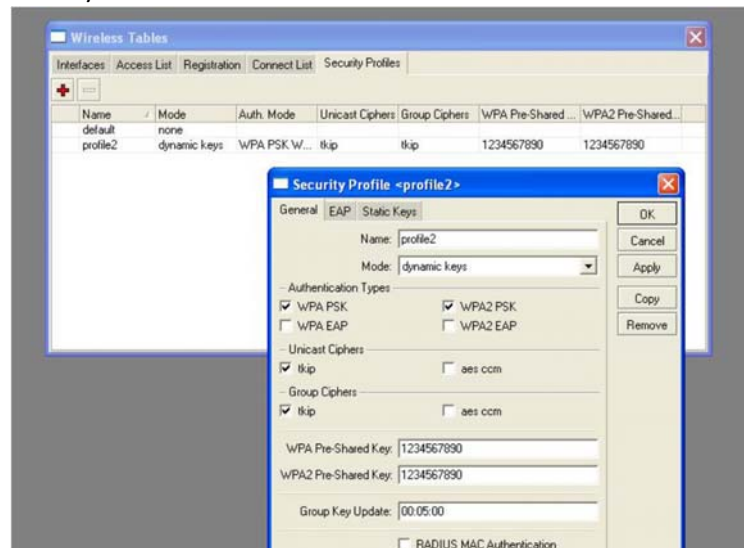 Wireless Tables
Interfaces Access List Registration Connect List Security Profiles
Name Mode Auth. Mode Unicast Ciphers Group Ciphers WPA Pre-Shared ... WPA2 Pre-Shared...
default none
profile2 dynamic keys WPA PSK W... tkip tkip 1234567890 1234567890
Security Profile <profile2>
General EAP Static Keys
OK
Name: profile2
Cancel
Mode: dynamic keys
Apply
Authentication Types
Copy
WPA PSK WPA2 PSK
WPA EAP WPA2 EAP
Remove
Unicast Ciphers
tkip aes ccm
Group Ciphers
tkip aes ccm
WPA Pre-Shared Key: 1234567890
WPA2 Pre-Shared Key: 1234567890
Group Key Update: 00:05:00
RADIUS MAC Authentication